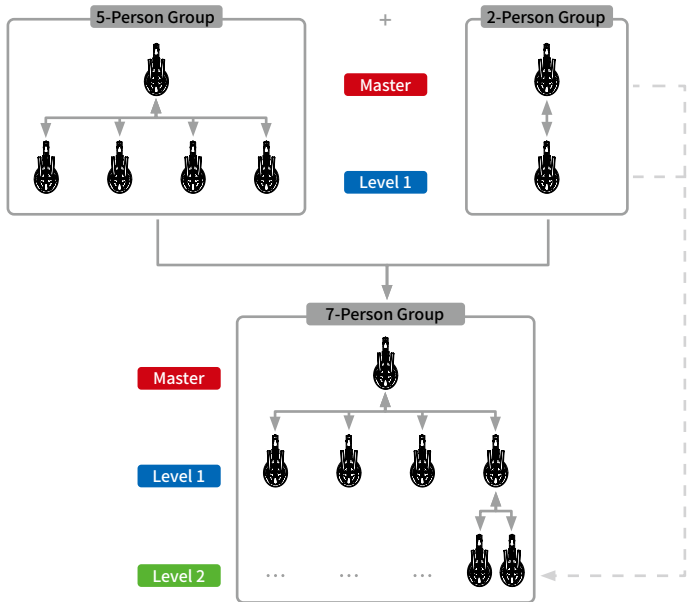 5-Person Group
+
2-Person Group
Master
Level 1
7-Person Group
Master
Level 1
Level 2
... ... ...